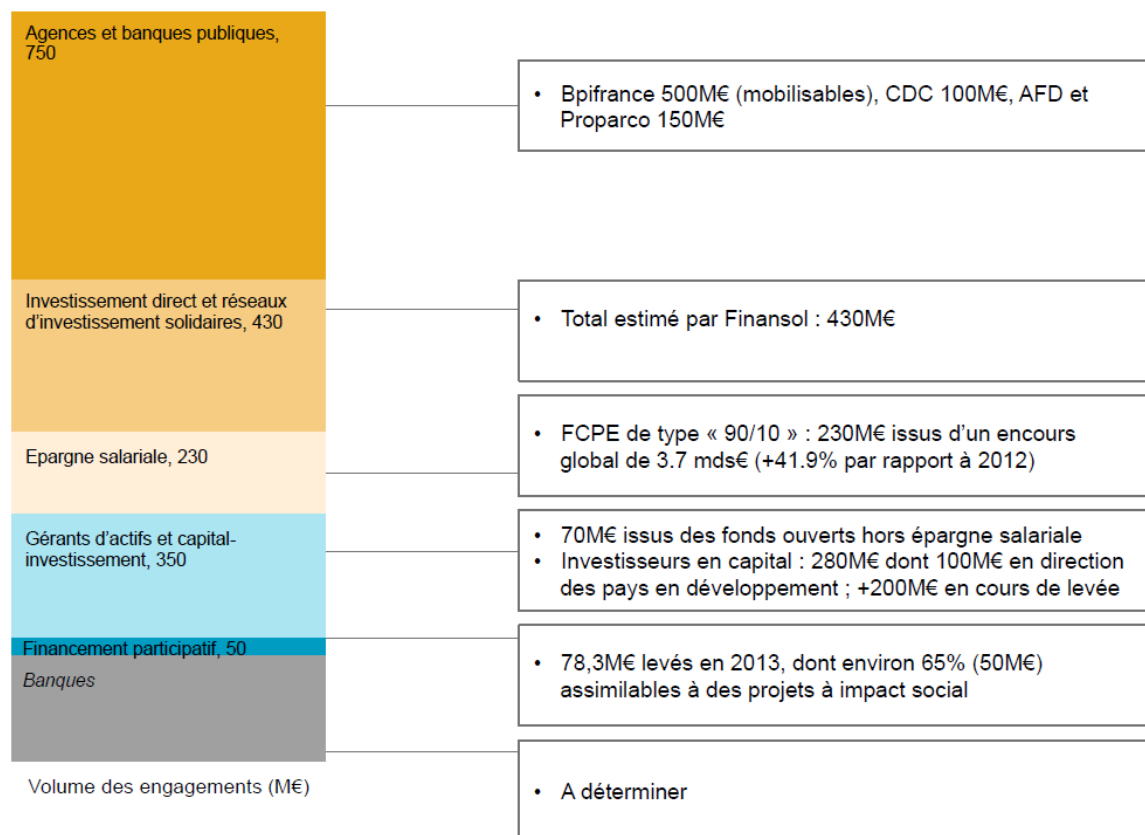 Agences et banques publiques,
750
• Bpifrance 500M€ (mobilisables), CDC 100M€, AFD et
Proparco 150M€
Investissement direct et réseaux
d’investissement solidaires, 430
• Total estimé par Finansol : 430M€
Epargne salariale, 230
• FCPE de type « 90/10 » : 230M€ issus d’un encours
global de 3.7 mds€ (+41.9% par rapport à 2012)
Gérants d’actifs et capital-
investissement, 350
• 70M€ issus des fonds ouverts hors épargne salariale
• Investisseurs en capital : 280M€ dont 100M€ en direction
des pays en développement ; +200M€ en cours de levée
Financement participatif, 50
• 78,3M€ levés en 2013, dont environ 65% (50M€)
assimilables à des projets à impact social
Banques
• A déterminer
Volume des engagements (M€)